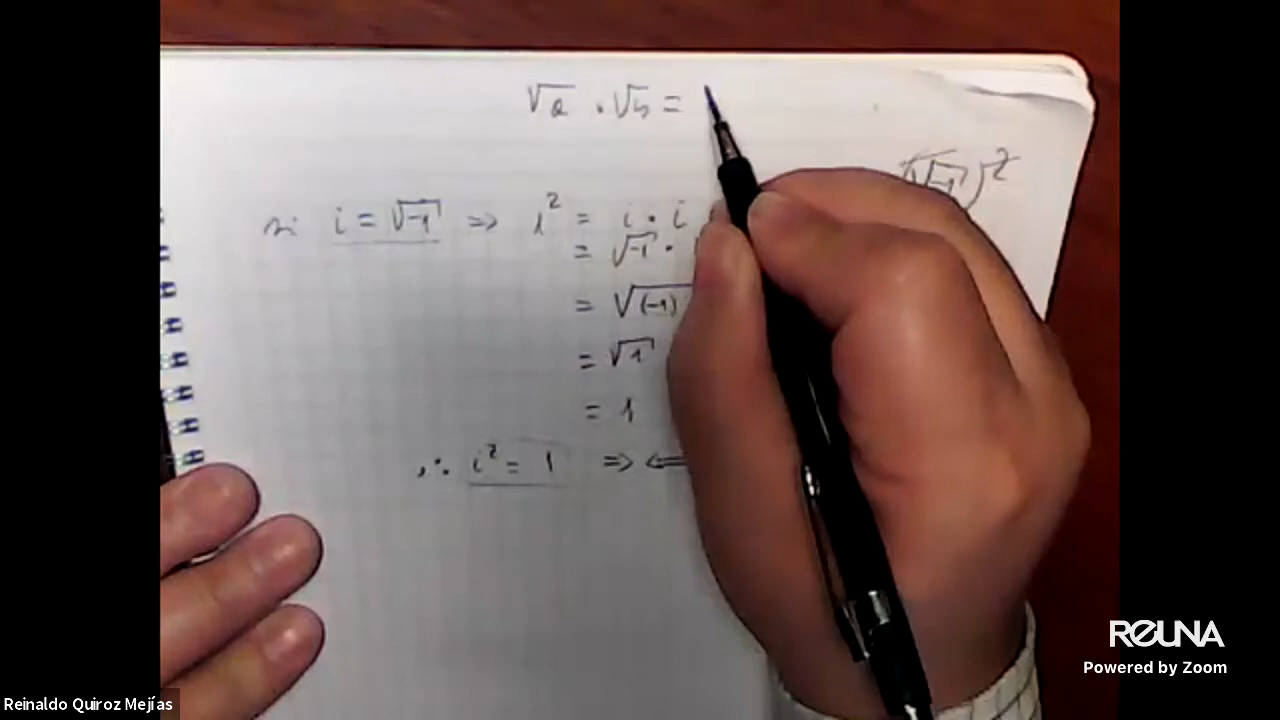 √a · √b =
(√-1)²
si i = √-1 ⇒ i² = i · i
= √-1 ·
= √(-1)
= √1
= 1
∴ i² = 1 ⇒⇐
REUNA
Powered by Zoom
Reinaldo Quiroz Mejías